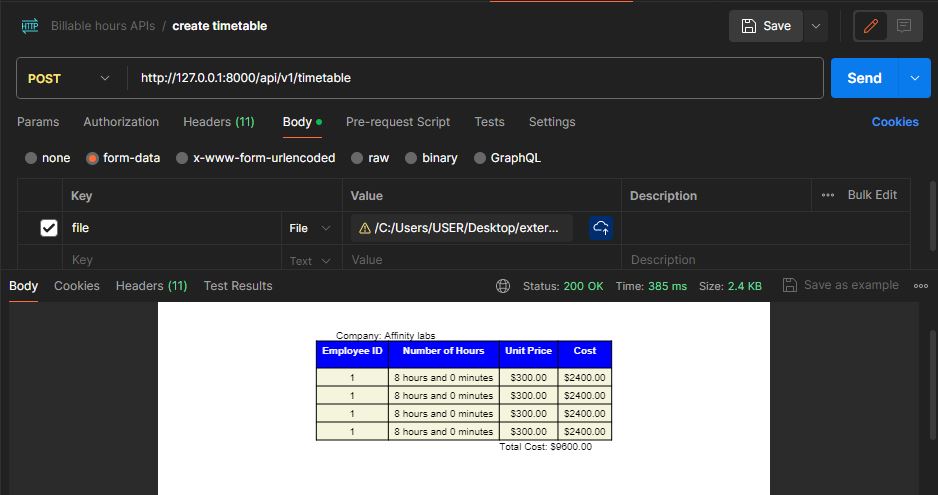 HTTP Billable hours APIs / create timetable Save
POST http://127.0.0.1:8000/api/v1/timetable Send
Params Authorization Headers (11) Body Pre-request Script Tests Settings Cookies
none form-data x-www-form-urlencoded raw binary GraphQL
Key Value Description Bulk Edit
file File /C:/Users/USER/Desktop/exter...
Key Text Value Description
Body Cookies Headers (11) Test Results Status: 200 OK Time: 385 ms Size: 2.4 KB Save as example
Company: Affinity labs
Employee ID Number of Hours Unit Price Cost
1 8 hours and 0 minutes $300.00 $2400.00
1 8 hours and 0 minutes $300.00 $2400.00
1 8 hours and 0 minutes $300.00 $2400.00
1 8 hours and 0 minutes $300.00 $2400.00
Total Cost: $9600.00